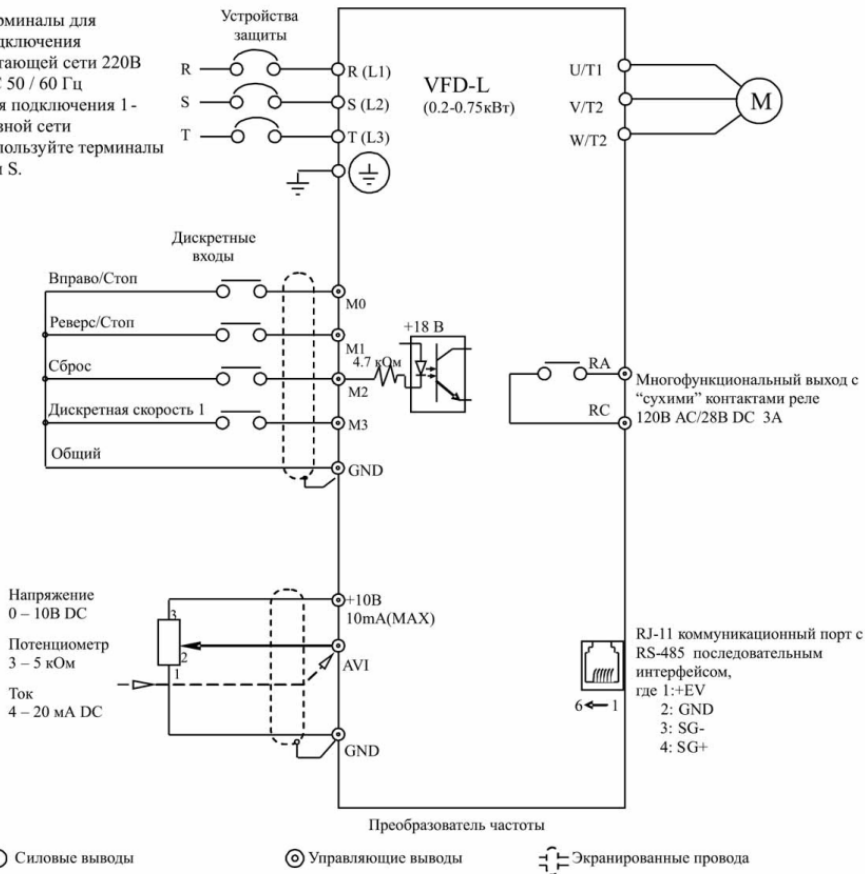 Устройства
защиты
рминалы для
дключения
тающей сети 220В
50 / 60 Гц
я подключения 1-
зной сети
пользуйте терминалы
и S.
R
S
T
R (L1)
S (L2)
T (L3)
VFD-L
(0.2-0.75кВт)
U/T1
V/T2
W/T2
M
Дискретные
входы
Вправо/Стоп
Реверс/Стоп
Сброс
Дискретная скорость 1
Общий
M0
M1
M2
M3
GND
+18 В
4.7 кОм
RA
RC
Многофункциональный выход с
“сухими” контактами реле
120В AC/28В DC 3А
Напряжение
0 – 10В DC
Потенциометр
3 – 5 кОм
Ток
4 – 20 мА DC
3
2
1
+10В
10mA(MAX)
AVI
GND
6
1
RJ-11 коммуникационный порт с
RS-485 последовательным
интерфейсом,
где 1:+EV
2: GND
3: SG-
4: SG+
Преобразователь частоты
Силовые выводы
Управляющие выводы
Экранированные провода